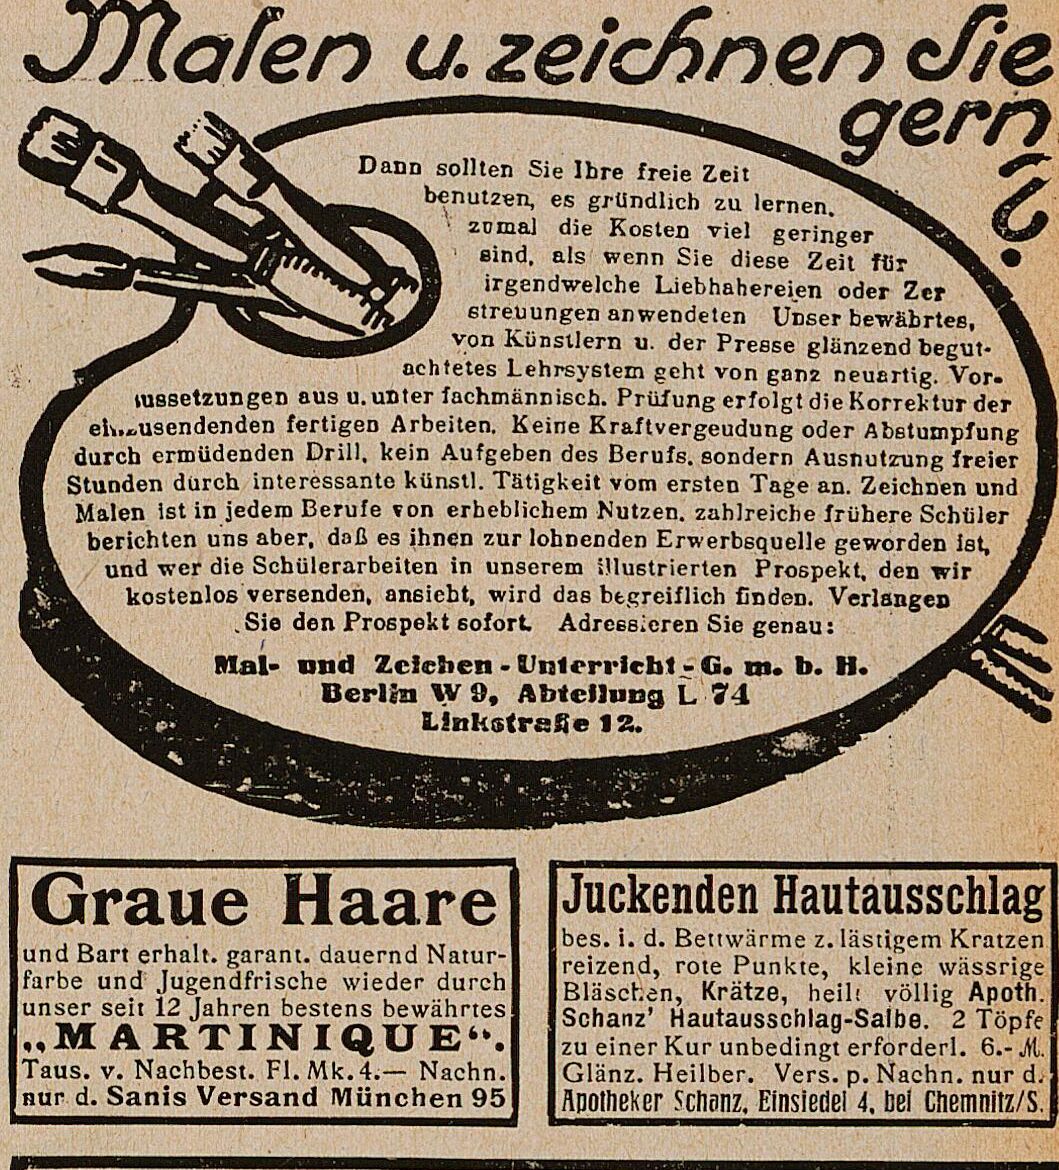 Malen u. zeichnen Sie
gern?
Dann sollten Sie Ihre freie Zeit
benutzen, es gründlich zu lernen,
zumal die Kosten viel geringer
sind, als wenn Sie diese Zeit für
irgendwelche Liebhabereien oder Zer
streuungen anwendeten Unser bewährtes,
von Künstlern u. der Presse glänzend begut-
achtetes Lehrsystem geht von ganz neuartig. Vor-
aussetzungen aus u. unter fachmännisch. Prüfung erfolgt die Korrektur der
einzusendenden fertigen Arbeiten. Keine Kraftvergeudung oder Abstumpfung
durch ermüdenden Drill, kein Aufgeben des Berufs, sondern Ausnutzung freier
Stunden durch interessante künstl. Tätigkeit vom ersten Tage an. Zeichnen und
Malen ist in jedem Berufe von erheblichem Nutzen, zahlreiche frühere Schüler
berichten uns aber, daß es ihnen zur lohnenden Erwerbsquelle geworden ist,
und wer die Schülerarbeiten in unserem illustrierten Prospekt, den wir
kostenlos versenden, ansieht, wird das begreiflich finden. Verlangen
Sie den Prospekt sofort. Adressieren Sie genau:
Mal- und Zeichen-Unterricht-G. m. b. H.
Berlin W 9, Abteilung L 74
Linkstraße 12.
Graue Haare
und Bart erhalt. garant. dauernd Natur-
farbe und Jugendfrische wieder durch
unser seit 12 Jahren bestens bewährtes
„MARTINIQUE“.
Taus. v. Nachbest. Fl. Mk. 4.— Nachn.
nur d. Sanis Versand München 95
Juckenden Hautausschlag
bes. i. d. Bettwärme z. lästigem Kratzen
reizend, rote Punkte, kleine wässrige
Bläschen, Krätze, heilt völlig Apoth.
Schanz' Hautausschlag-Salbe. 2 Töpfe
zu einer Kur unbedingt erforderl. 6.- M.
Glänz. Heilber. Vers. p. Nachn. nur d.
Apotheker Schanz, Einsiedel 4, bei Chemnitz/S.